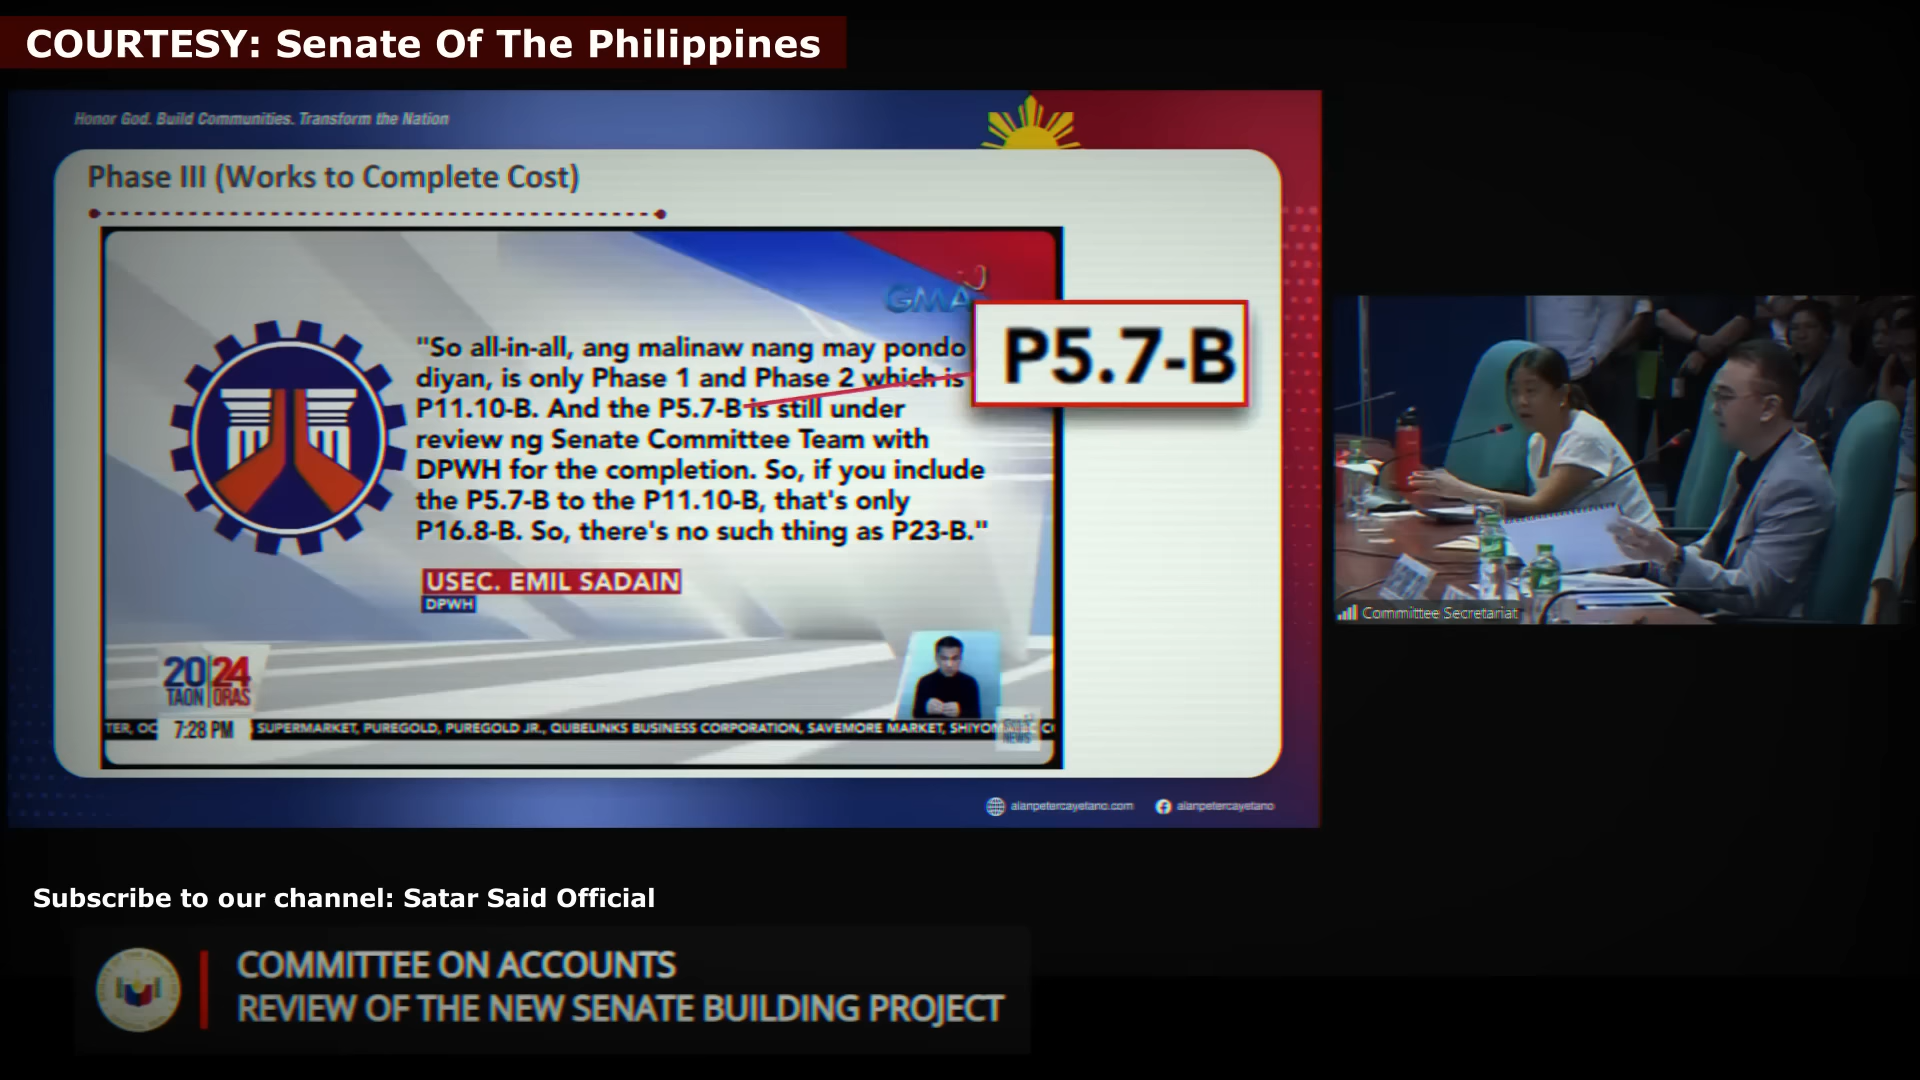 COURTESY: Senate Of The Philippines
Honor God. Build Communities. Transform the Nation
Phase III (Works to Complete Cost)
GMA
"So all-in-all, ang malinaw nang may pondo
diyan, is only Phase 1 and Phase 2 which is
P11.10-B. And the P5.7-B is still under
review ng Senate Committee Team with
DPWH for the completion. So, if you include
the P5.7-B to the P11.10-B, that's only
P16.8-B. So, there's no such thing as P23-B."
P5.7-B
USEC. EMIL SADAIN
DPWH
20 24
TAON ORAS
7:28 PM
SUPERMARKET, PUREGOLD, PUREGOLD JR., QUBELINKS BUSINESS CORPORATION, SAVEMORE MARKET,
NEWS
Committee Secretariat
alanpetercayetano.com
alanpetercayetano
Subscribe to our channel: Satar Said Official
COMMITTEE ON ACCOUNTS
REVIEW OF THE NEW SENATE BUILDING PROJECT